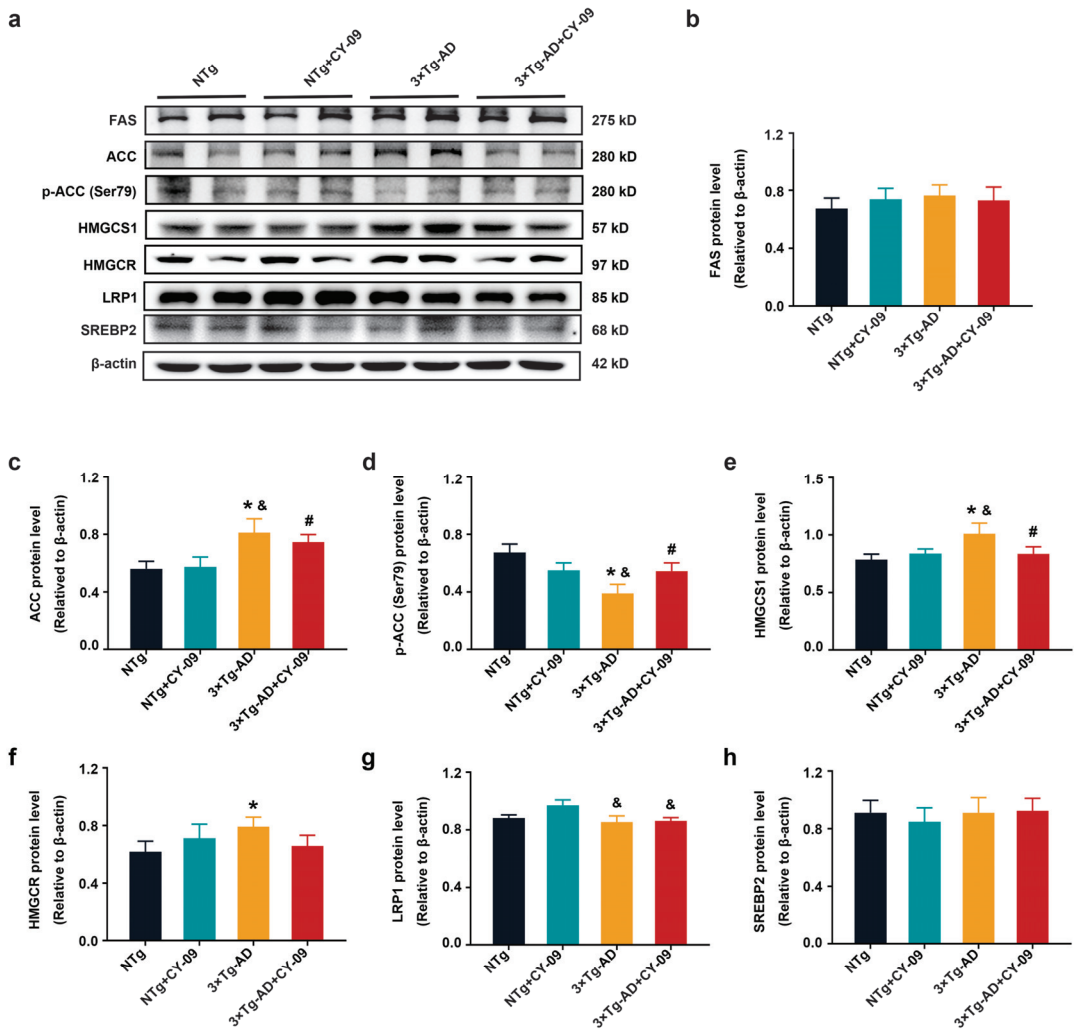 a
NTg
NTg+CY-09
3×Tg-AD
3×Tg-AD+CY-09
FAS
275 kD
ACC
280 kD
p-ACC (Ser79)
280 kD
HMGCS1
57 kD
HMGCR
97 kD
LRP1
85 kD
SREBP2
68 kD
β-actin
42 kD
b
FAS protein level
(Relatived to β-actin)
1.2
0.8
0.4
0.0
NTg
NTg+CY-09
3×Tg-AD
3×Tg-AD+CY-09
c
ACC protein level
(Relatived to β-actin)
1.2
0.8
0.4
0.0
* &
#
NTg
NTg+CY-09
3×Tg-AD
3×Tg-AD+CY-09
d
p-ACC (Ser79) protein level
(Relative to β-actin)
1.2
0.8
0.4
0.0
* &
#
NTg
NTg+CY-09
3×Tg-AD
3×Tg-AD+CY-09
e
HMGCS1 protein level
(Relative to β-actin)
1.5
1.0
0.5
0.0
* &
#
NTg
NTg+CY-09
3×Tg-AD
3×Tg-AD+CY-09
f
HMGCR protein level
(Relative to β-actin)
1.2
0.8
0.4
0.0
*
NTg
NTg+CY-09
3×Tg-AD
3×Tg-AD+CY-09
g
LRP1 protein level
(Relative to β-actin)
1.2
0.8
0.4
0.0
&
&
NTg
NTg+CY-09
3×Tg-AD
3×Tg-AD+CY-09
h
SREBP2 protein level
(Relative to β-actin)
1.2
0.8
0.4
0.0
NTg
NTg+CY-09
3×Tg-AD
3×Tg-AD+CY-09